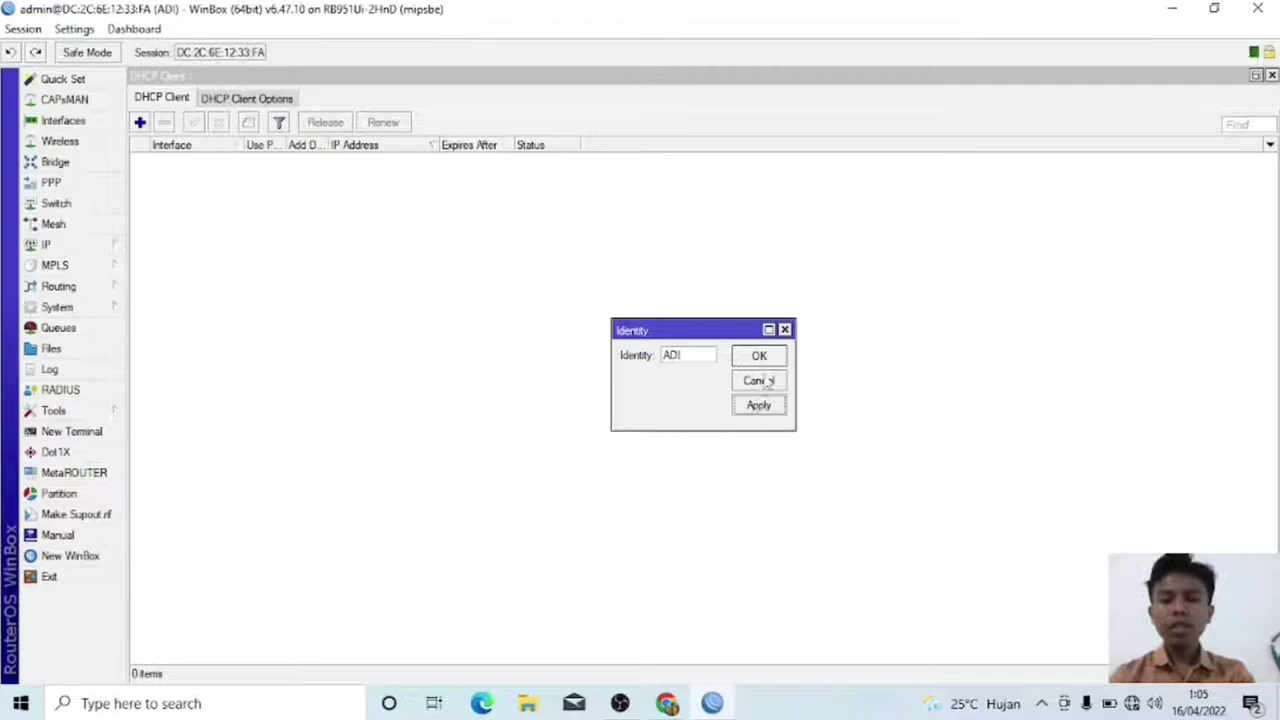 admin@DC:2C:6E:12:33:FA (ADI) - WinBox (64bit) v6.47.10 on RB951Ui-2HnD (mipsbe)
Session Settings Dashboard
Safe Mode Session: DC:2C:6E:12:33:FA
Quick Set
CAPsMAN
Interfaces
Wireless
Bridge
PPP
Switch
Mesh
IP
MPLS
Routing
System
Queues
Files
Log
RADIUS
Tools
New Terminal
Dot1X
MetaROUTER
Partition
Make Supout.rif
Manual
New WinBox
Exit
RouterOS WinBox
DHCP Client
DHCP Client DHCP Client Options
Release Renew Find
Interface Use P... Add D... IP Address Expires After Status
Identity
Identity: ADI OK
Cancel
Apply
0 items
Type here to search 25°C Hujan 1:05
16/04/2022 2